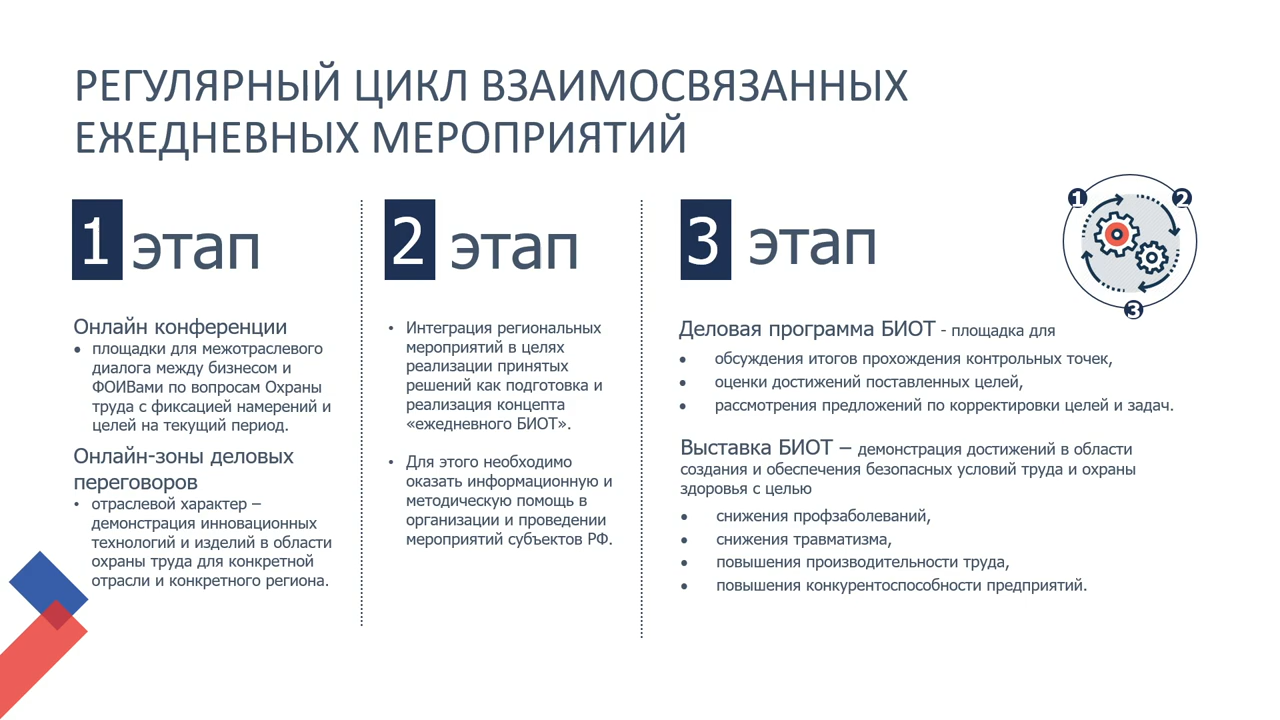 РЕГУЛЯРНЫЙ ЦИКЛ ВЗАИМОСВЯЗАННЫХ
ЕЖЕДНЕВНЫХ МЕРОПРИЯТИЙ
1 этап
Онлайн конференции
• площадки для межотраслевого
диалога между бизнесом и
ФОИВами по вопросам Охраны
труда с фиксацией намерений и
целей на текущий период.
Онлайн-зоны деловых
переговоров
• отраслевой характер –
демонстрация инновационных
технологий и изделий в области
охраны труда для конкретной
отрасли и конкретного региона.
2 этап
• Интеграция региональных
мероприятий в целях
реализации принятых
решений как подготовка и
реализация концепта
«ежедневного БИОТ».
• Для этого необходимо
оказать информационную и
методическую помощь в
организации и проведении
мероприятий субъектов РФ.
3 этап
Деловая программа БИОТ - площадка для
• обсуждения итогов прохождения контрольных точек,
• оценки достижений поставленных целей,
• рассмотрения предложений по корректировки целей и задач.
Выставка БИОТ – демонстрация достижений в области
создания и обеспечения безопасных условий труда и охраны
здоровья с целью
• снижения профзаболеваний,
• снижения травматизма,
• повышения производительности труда,
• повышения конкурентоспособности предприятий.
1
2
3